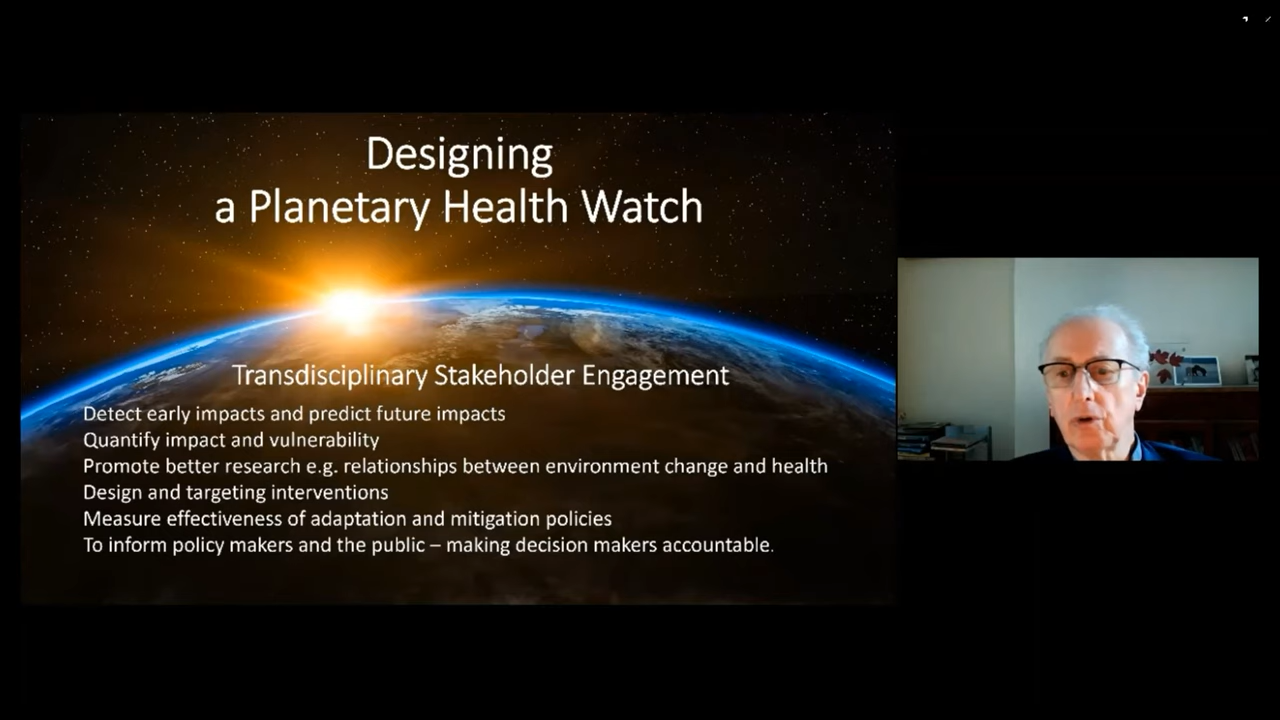 Designing
a Planetary Health Watch
Transdisciplinary Stakeholder Engagement
Detect early impacts and predict future impacts
Quantify impact and vulnerability
Promote better research e.g. relationships between environment change and health
Design and targeting interventions
Measure effectiveness of adaptation and mitigation policies
To inform policy makers and the public – making decision makers accountable.